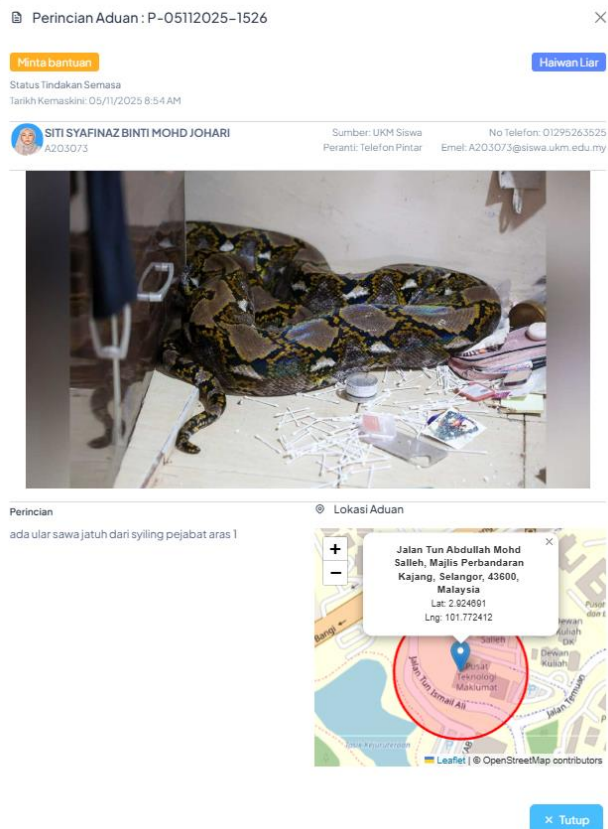 Perincian Aduan : P-05112025-1526
Minta bantuan
Haiwan Liar
Status Tindakan Semasa
Tarikh Kemaskini: 05/11/2025 8:54 AM
SITI SYAFINAZ BINTI MOHD JOHARI
A203073
Sumber: UKM Siswa
Peranti: Telefon Pintar
No Telefon: 01295263525
Emel: A203073@siswa.ukm.edu.my
Perincian
ada ular sawa jatuh dari syiling pejabat aras 1
Lokasi Aduan
+
−
Jalan Tun Abdullah Mohd
Salleh, Majlis Perbandaran
Kajang, Selangor, 43600,
Malaysia
Lat: 2.924691
Lng: 101.772412
Bangi
Salleh
Pusat
Teknologi
Maklumat
Jalan Tun Ismail Ali
Dewan
Kuliah
Jalan Temuan
Leaflet | © OpenStreetMap contributors
× Tutup